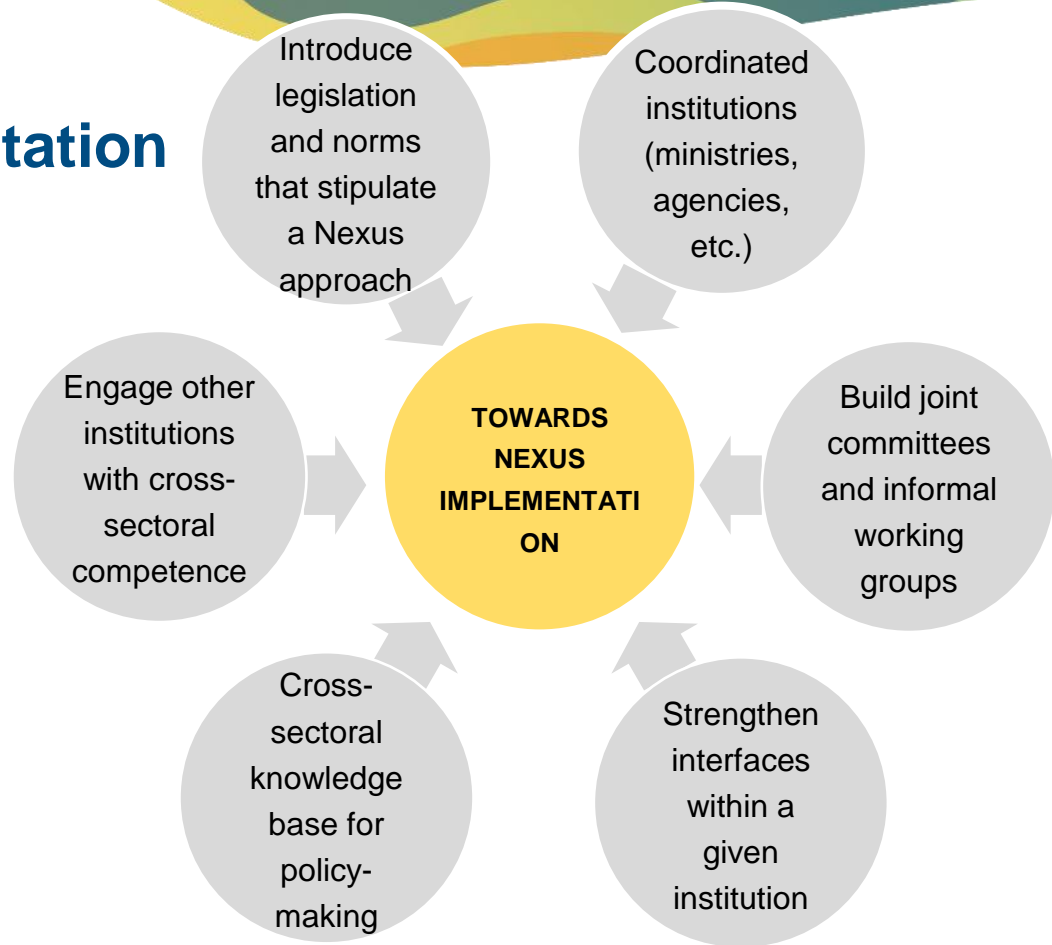 tation
Introduce
legislation
and norms
that stipulate
a Nexus
approach
Coordinated
institutions
(ministries,
agencies,
etc.)
Engage other
institutions
with cross-
sectoral
competence
TOWARDS
NEXUS
IMPLEMENTATI
ON
Build joint
committees
and informal
working
groups
Cross-
sectoral
knowledge
base for
policy-
making
Strengthen
interfaces
within a
given
institution